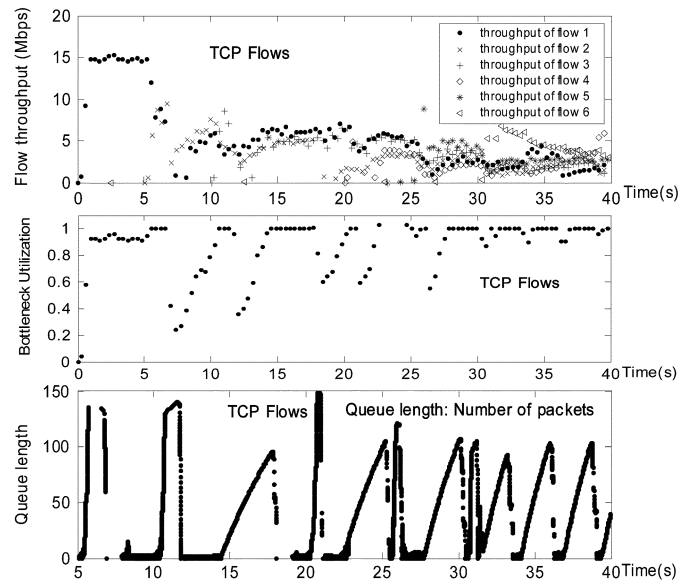 Flow throughput (Mbps)
20
15
10
5
0
TCP Flows
throughput of flow 1
throughput of flow 2
throughput of flow 3
throughput of flow 4
throughput of flow 5
throughput of flow 6
0 5 10 15 20 25 30 35 40 Time(s)
Bottleneck Utilization
1
0.8
0.6
0.4
0.2
0
TCP Flows
0 5 10 15 20 25 30 35 40 Time(s)
Queue length
150
100
50
0
TCP Flows
Queue length: Number of packets
5 10 15 20 25 30 35 40 Time(s)